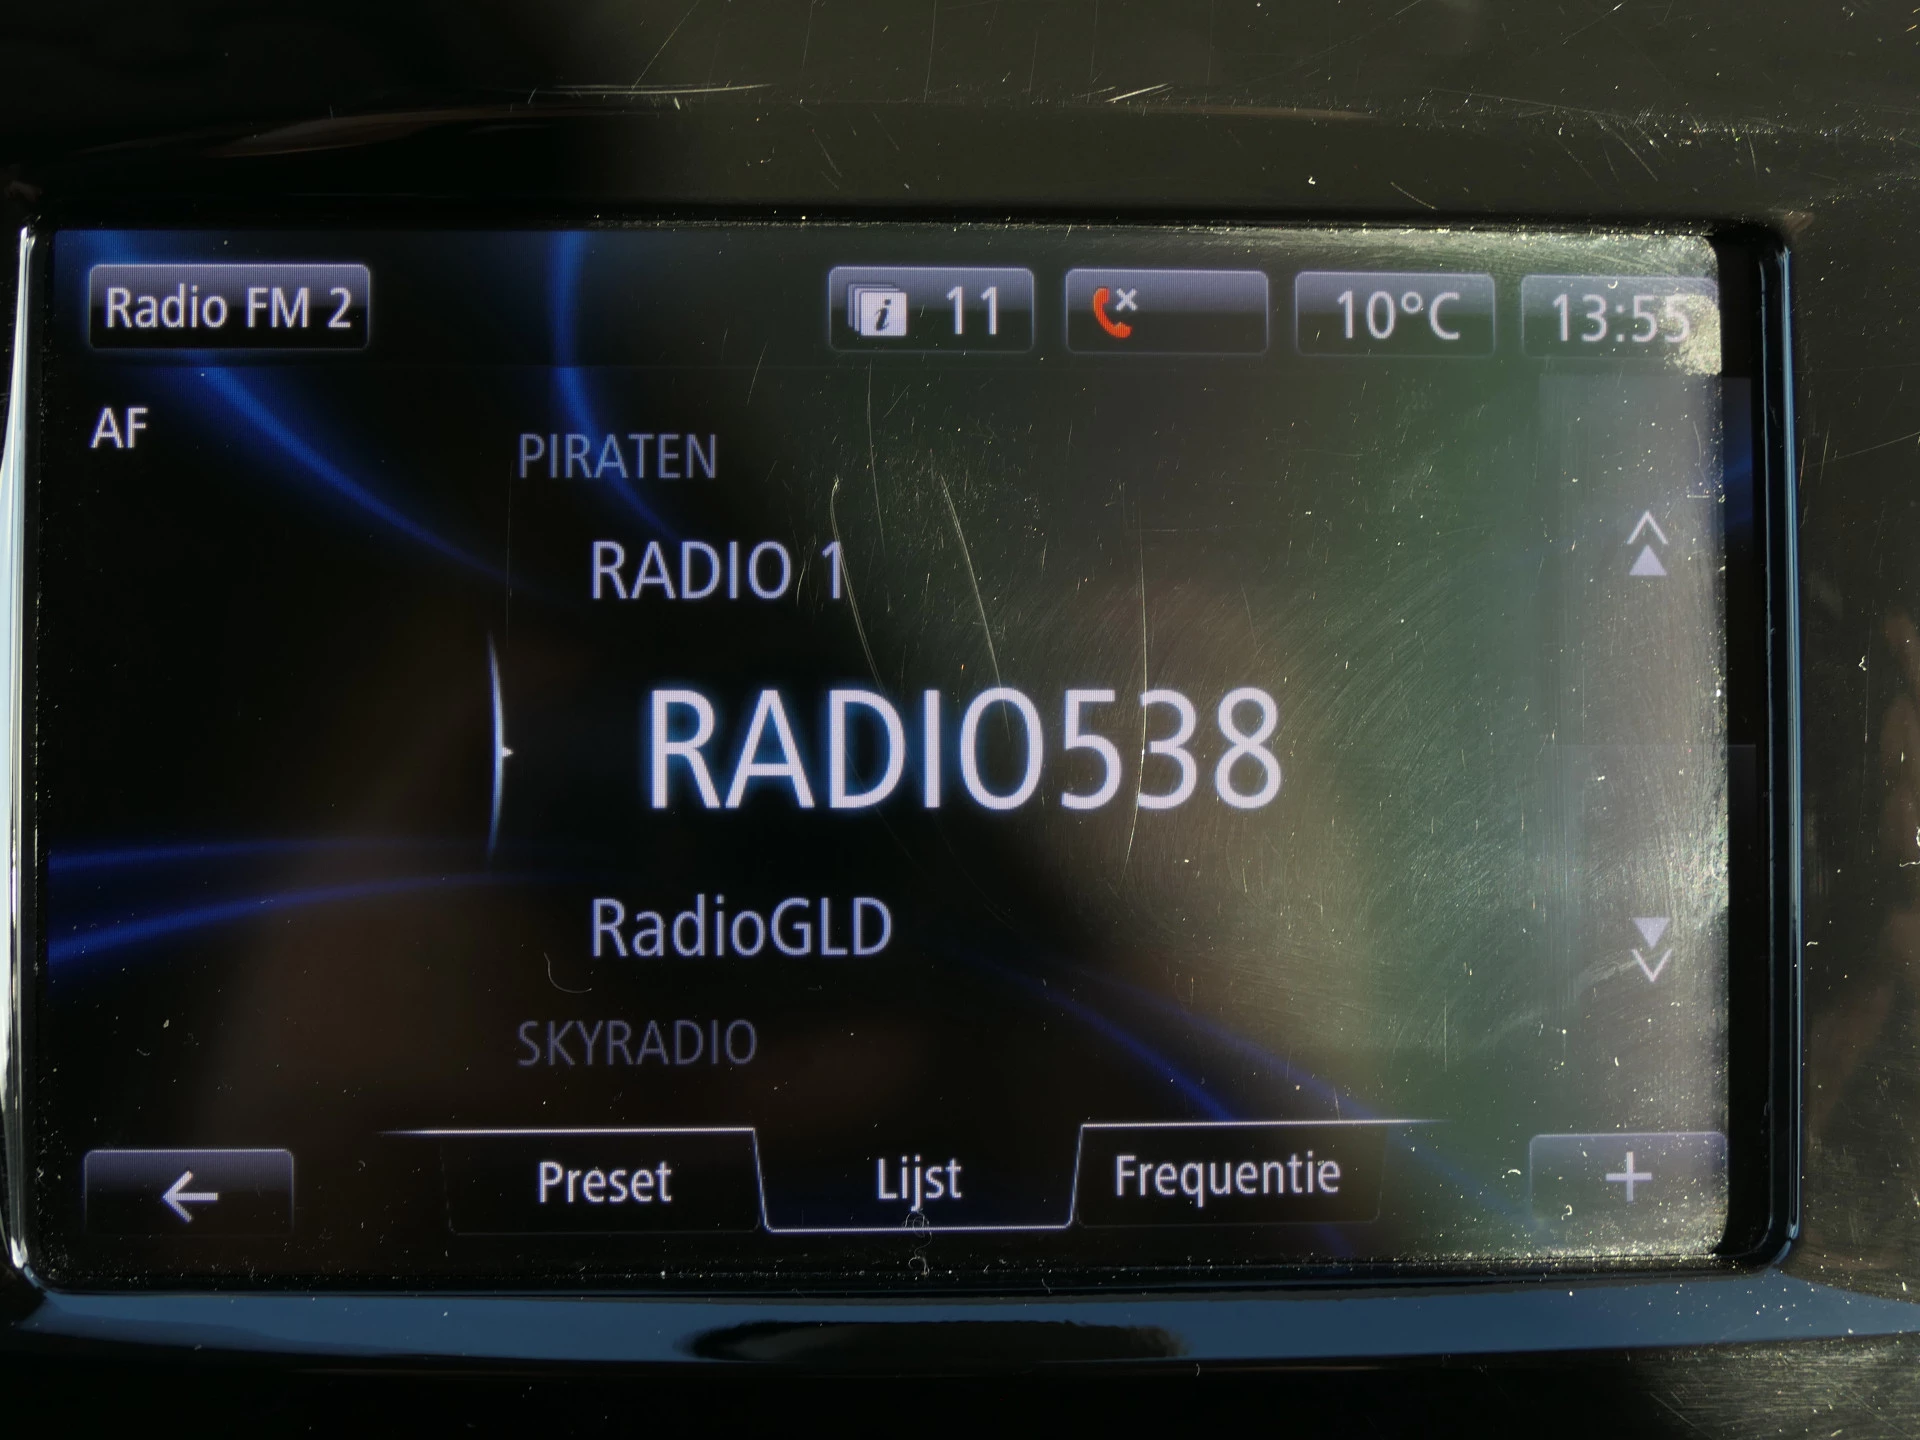 Radio FM 2
i 11
10°C
13:55
AF
PIRATEN
RADIO 1
RADIO538
RadioGLD
SKYRADIO
Preset
Lijst
Frequentie